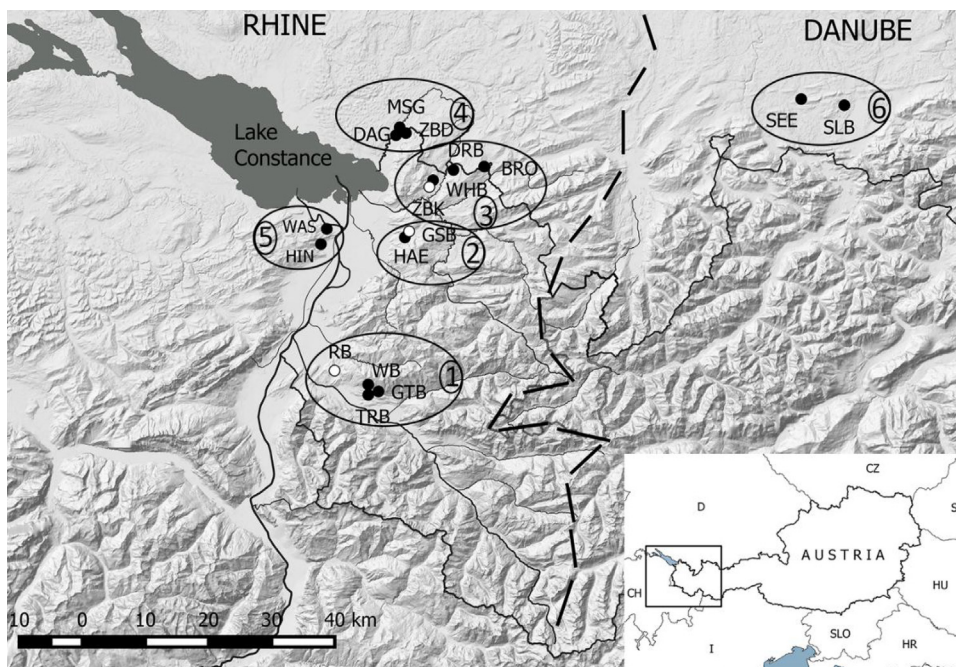 RHINE
DANUBE
MSG
4
DAG
ZBD
6
SEE
SLB
Lake
Constance
DRB
BRO
WHB
ZBK
3
5
WAS
HIN
GSB
HAE
2
RB
WB
1
GTB
TRB
10 0 10 20 30 40 km
CZ
D
S
AUSTRIA
CH
HU
SLO
HR
I